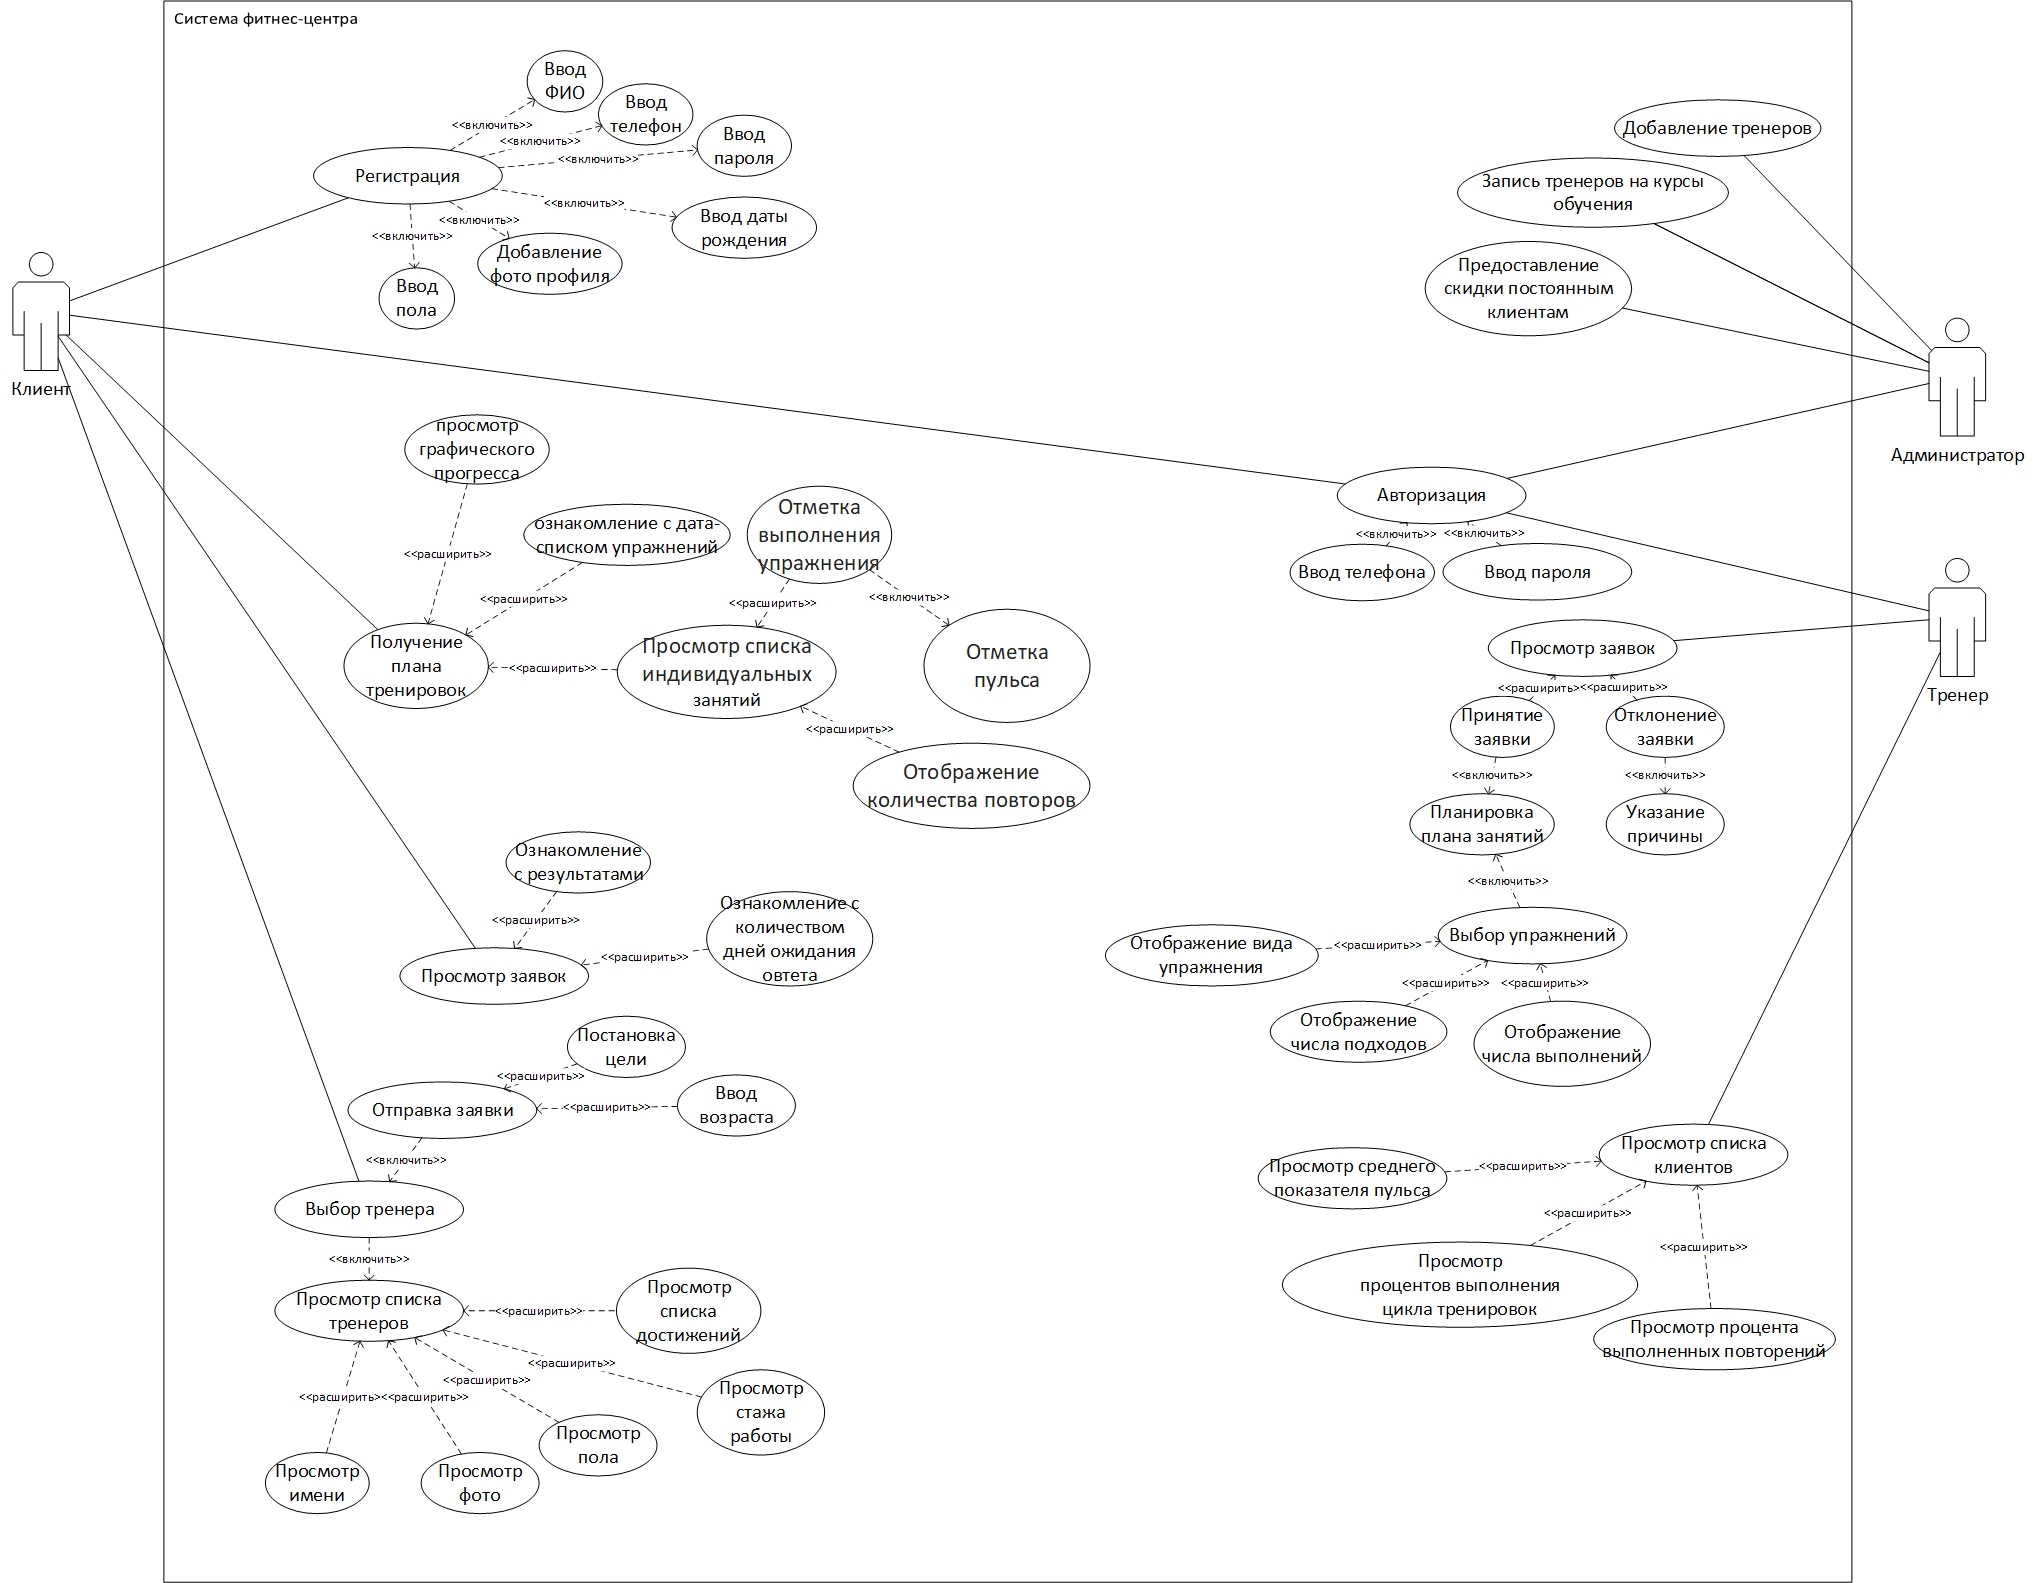 Система фитнес-центра
Ввод
ФИО
Ввод
телефон
Ввод
пароля
<<включить>>
<<включить>>
<<включить>>
Регистрация
<<включить>>
<<включить>>
<<включить>>
Ввод даты
рождения
Добавление
фото профиля
Ввод
пола
Клиент
Добавление тренеров
Запись тренеров на курсы
обучения
Предоставление
скидки постоянным
клиентам
Администратор
Авторизация
<<включить>>
<<включить>>
Ввод телефона
Ввод пароля
Тренер
просмотр
графического
прогресса
<<расширить>>
ознакомление с дата-
списком упражнений
<<расширить>>
Отметка
выполнения
упражнения
<<расширить>>
<<включить>>
Получение
плана
тренировок
<<расширить>>
Просмотр списка
индивидуальных
занятий
Отметка
пульса
<<расширить>>
Отображение
количества повторов
Просмотр заявок
<<расширить>>
<<расширить>>
Принятие
заявки
Отклонение
заявки
<<включить>>
<<включить>>
Планировка
плана занятий
Указание
причины
<<включить>>
Выбор упражнений
Отображение вида
упражнения
<<расширить>>
<<расширить>>
<<расширить>>
Отображение
числа подходов
Отображение
числа выполнений
Ознакомление
с результатами
<<расширить>>
Ознакомление с
количеством
дней ожидания
овтета
<<расширить>>
Просмотр заявок
Постановка
цели
<<расширить>>
Отправка заявки
<<расширить>>
Ввод
возраста
<<включить>>
Выбор тренера
<<включить>>
Просмотр списка
тренеров
<<расширить>>
Просмотр
списка
достижений
<<расширить>>
<<расширить>>
<<расширить>>
<<расширить>>
Просмотр
стажа
работы
Просмотр
пола
Просмотр
фото
Просмотр
имени
Просмотр списка
клиентов
Просмотр среднего
показателя пульса
<<расширить>>
<<расширить>>
<<расширить>>
Просмотр
процентов выполнения
цикла тренировок
Просмотр процента
выполненных повторений